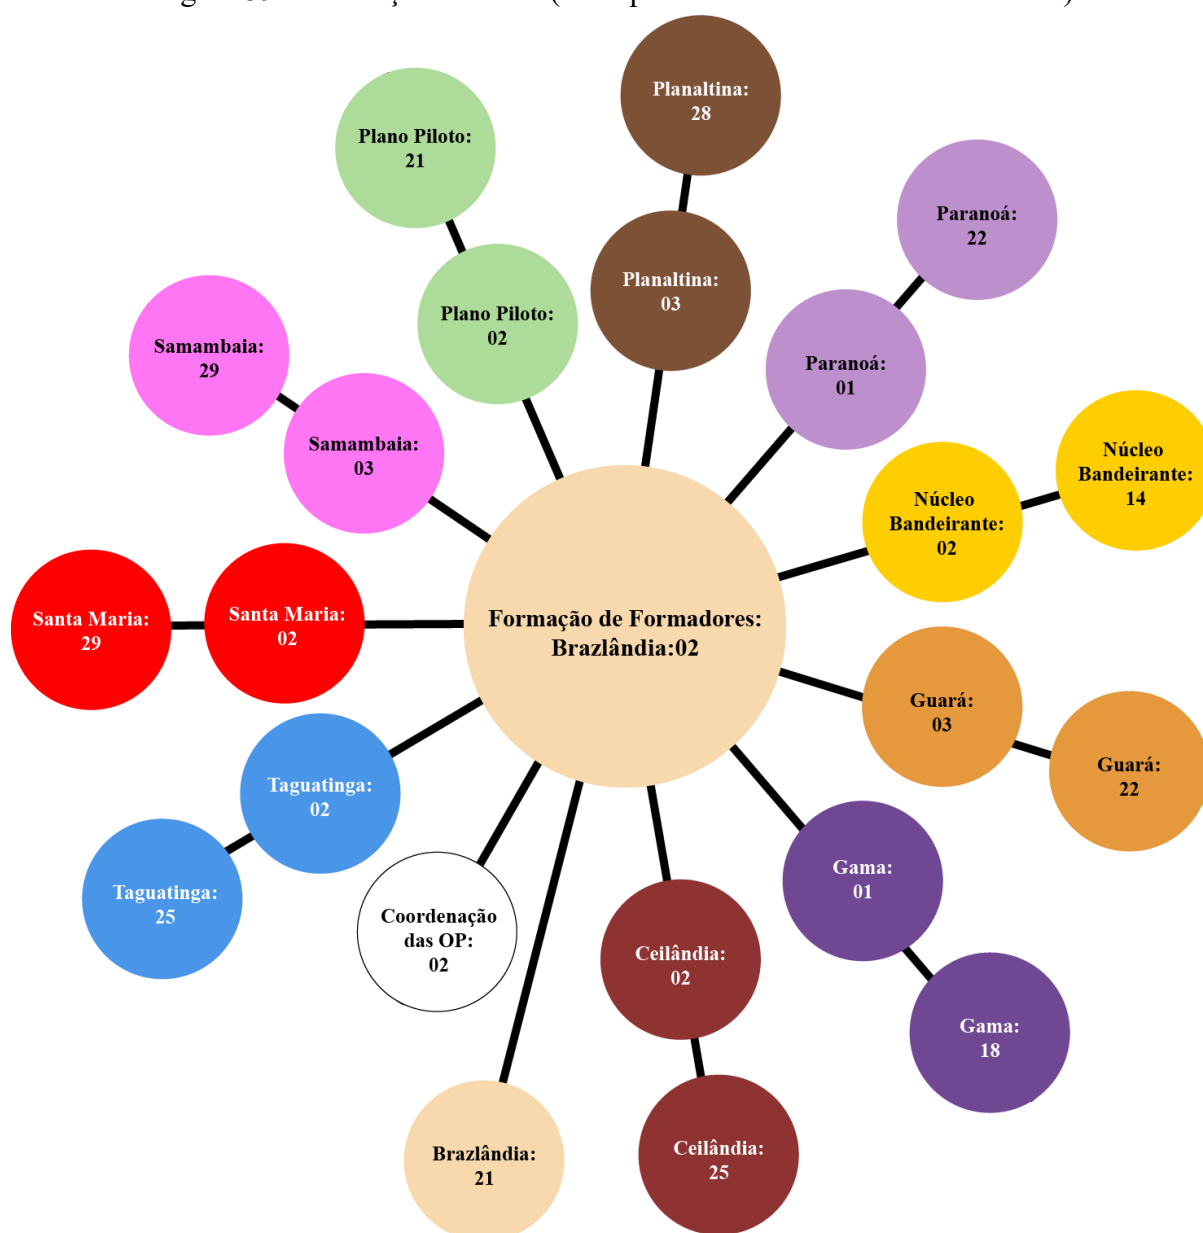 Plano Piloto:
21
Planaltina:
28
Paranoá:
22
Plano Piloto:
02
Planaltina:
03
Paranoá:
01
Samambaia:
29
Samambaia:
03
Núcleo
Bandeirante:
14
Núcleo
Bandeirante:
02
Santa Maria:
29
Santa Maria:
02
Formação de Formadores:
Brazlândia:02
Guará:
03
Guará:
22
Taguatinga:
02
Taguatinga:
25
Gama:
01
Gama:
18
Coordenação
das OP:
02
Ceilândia:
02
Ceilândia:
25
Brazlândia:
21